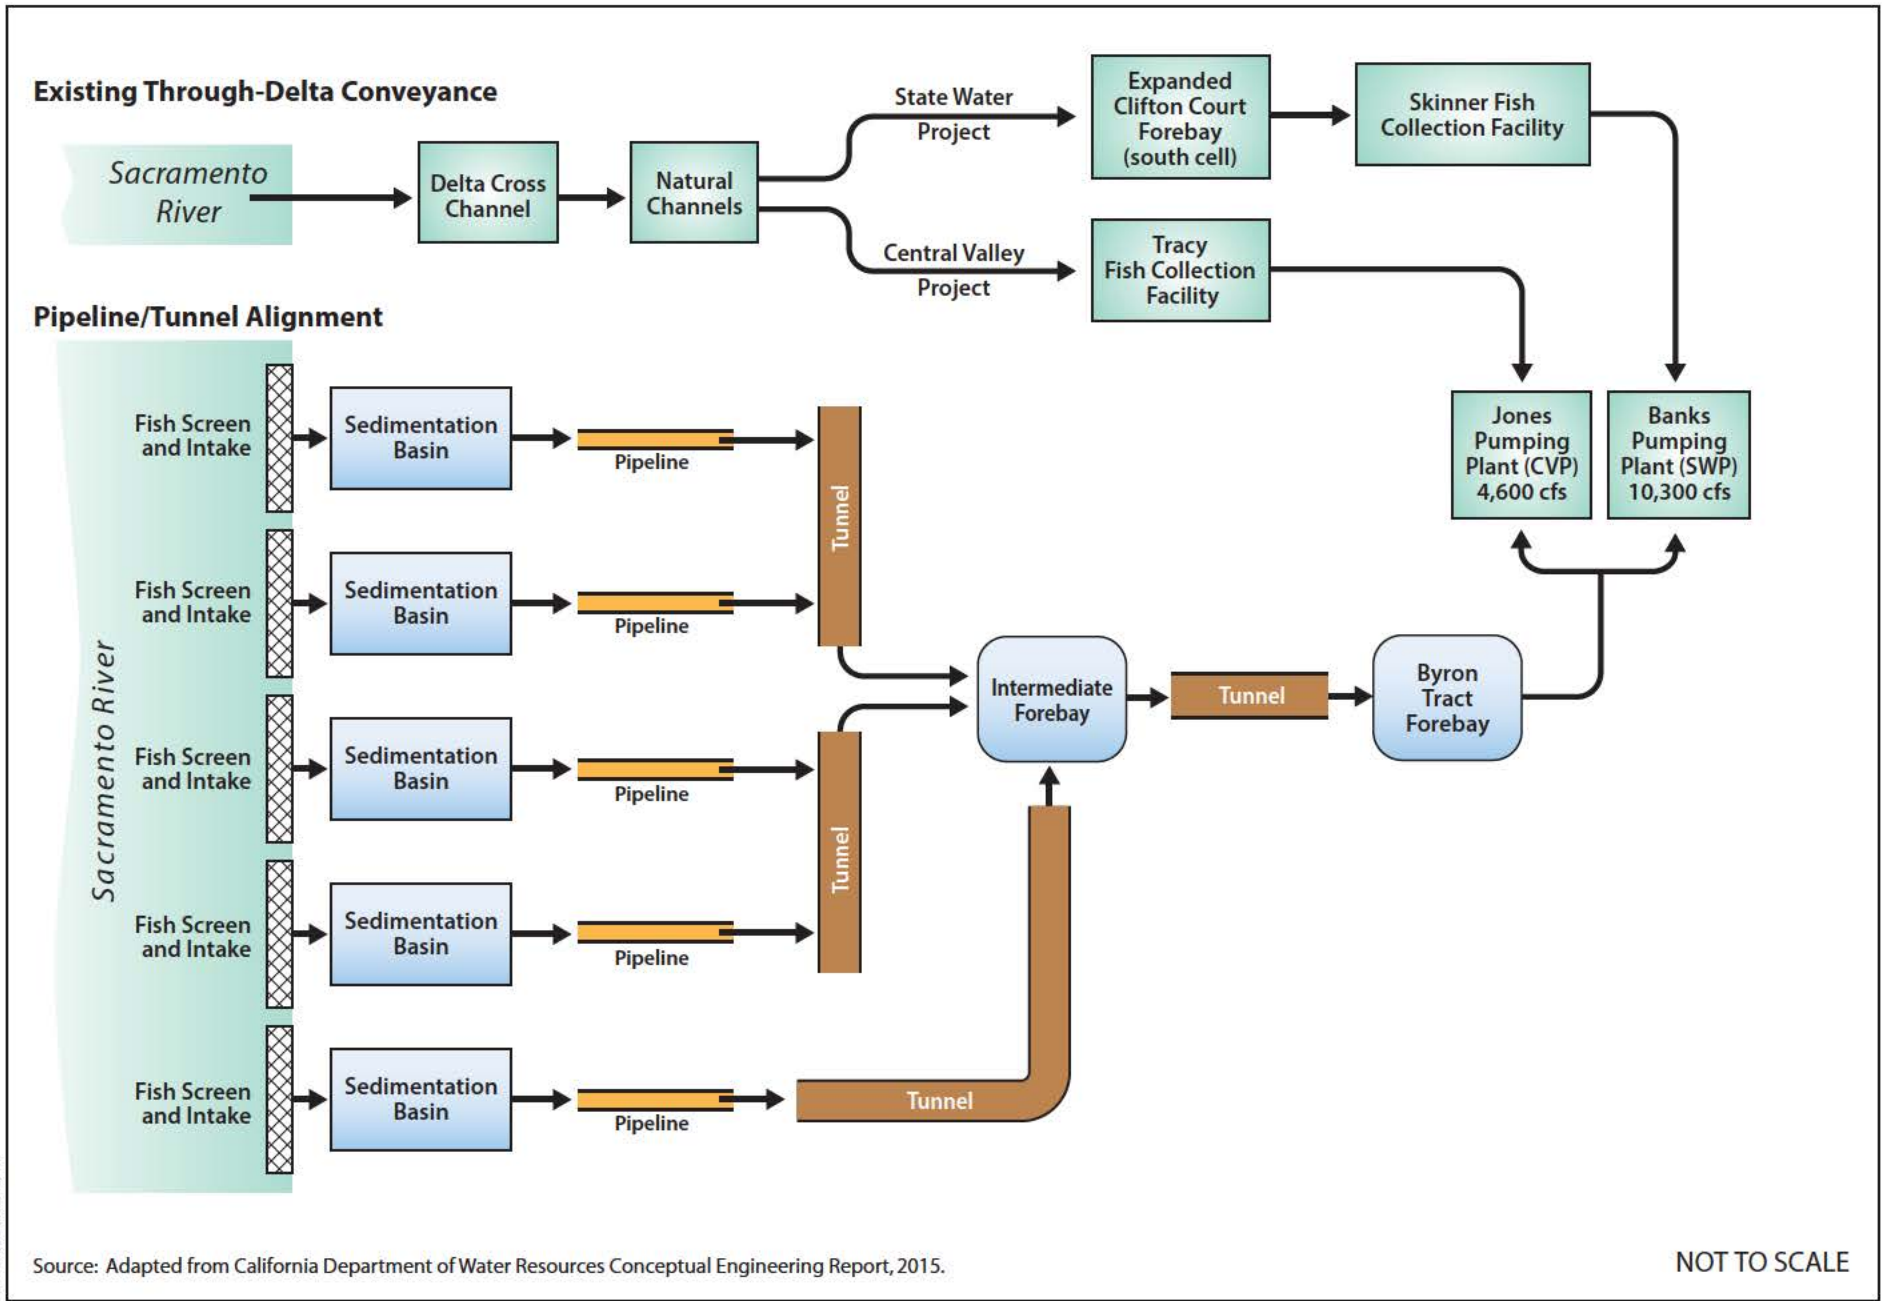 Existing Through-Delta Conveyance
Sacramento
River
Delta Cross
Channel
Natural
Channels
State Water
Project
Central Valley
Project
Expanded
Clifton Court
Forebay
(south cell)
Skinner Fish
Collection Facility
Tracy
Fish Collection
Facility
Jones
Pumping
Plant (CVP)
4,600 cfs
Banks
Pumping
Plant (SWP)
10,300 cfs
Pipeline/Tunnel Alignment
Sacramento River
Fish Screen
and Intake
Sedimentation
Basin
Pipeline
Fish Screen
and Intake
Sedimentation
Basin
Pipeline
Tunnel
Fish Screen
and Intake
Sedimentation
Basin
Pipeline
Fish Screen
and Intake
Sedimentation
Basin
Pipeline
Tunnel
Fish Screen
and Intake
Sedimentation
Basin
Pipeline
Tunnel
Intermediate
Forebay
Tunnel
Byron
Tract
Forebay
Source: Adapted from California Department of Water Resources Conceptual Engineering Report, 2015.
NOT TO SCALE